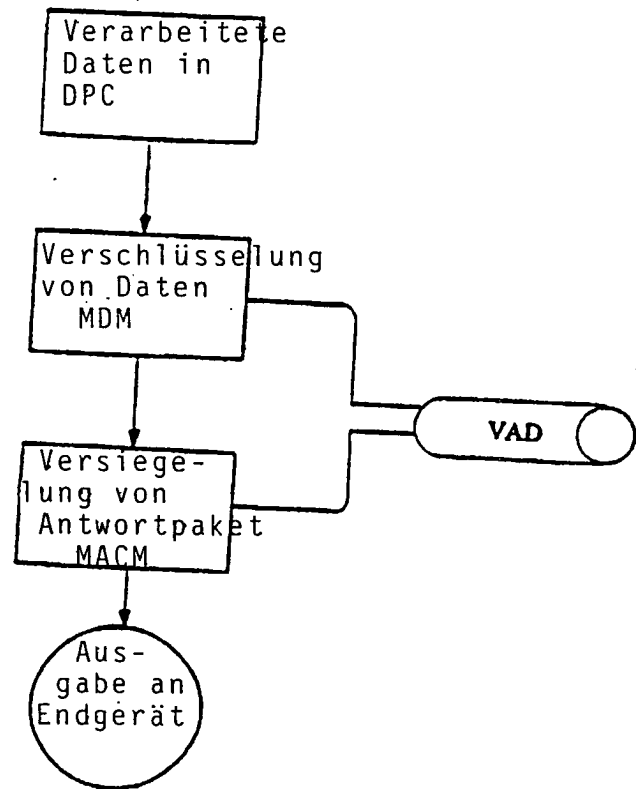 Verarbeitete
Daten in
DPC
Verschlüsselung
von Daten
MDM
VAD
Versiege-
lung von
Antwortpaket
MACM
Aus-
gabe an
Endgerät